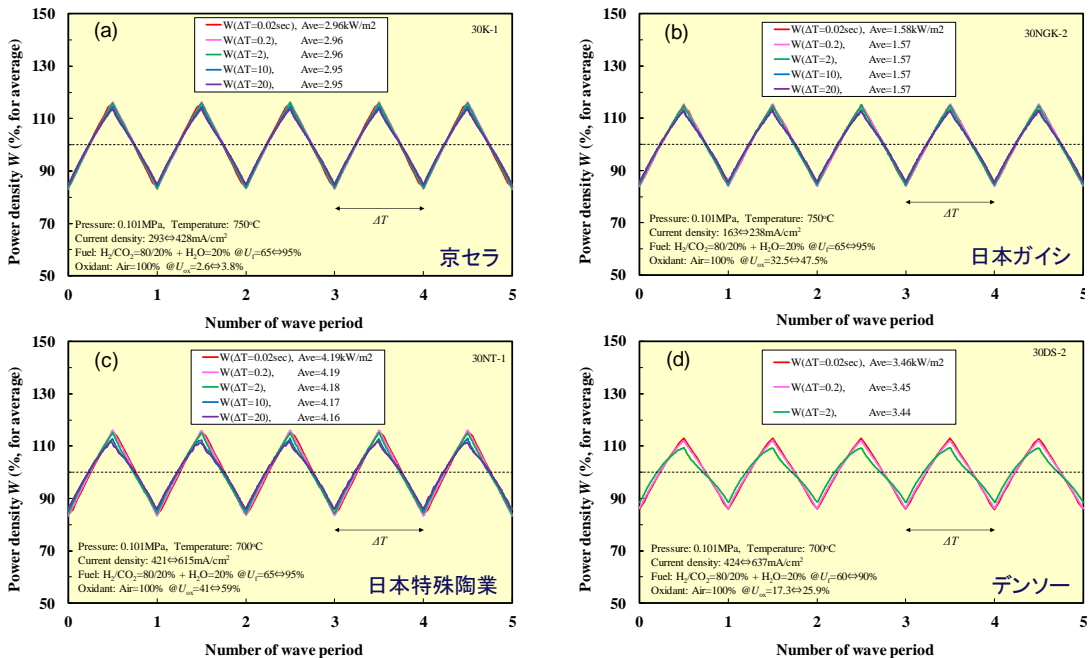 (a)
30K-1
W(ΔT=0.02sec), Ave=2.96kW/m2
W(ΔT=0.2), Ave=2.96
W(ΔT=2), Ave=2.96
W(ΔT=10), Ave=2.95
W(ΔT=20), Ave=2.95
Power density W (%, for average)
150
130
110
90
70
50
ΔT
Pressure: 0.101MPa, Temperature: 750°C
Current density: 293⇔428mA/cm²
Fuel: H₂/CO₂=80/20% + H₂O=20% @Uf=65⇔95%
Oxidant: Air=100% @Uox=2.6⇔3.8%
京セラ
0 1 2 3 4 5
Number of wave period
(b)
30NGK-2
W(ΔT=0.02sec), Ave=1.58kW/m2
W(ΔT=0.2), Ave=1.57
W(ΔT=2), Ave=1.57
W(ΔT=10), Ave=1.57
W(ΔT=20), Ave=1.57
Power density W (%, for average)
150
130
110
90
70
50
ΔT
Pressure: 0.101MPa, Temperature: 750°C
Current density: 163⇔238mA/cm²
Fuel: H₂/CO₂=80/20% + H₂O=20% @Uf=65⇔95%
Oxidant: Air=100% @Uox=32.5⇔47.5%
日本ガイシ
0 1 2 3 4 5
Number of wave period
(c)
30NT-1
W(ΔT=0.02sec), Ave=4.19kW/m2
W(ΔT=0.2), Ave=4.19
W(ΔT=2), Ave=4.18
W(ΔT=10), Ave=4.17
W(ΔT=20), Ave=4.16
Power density W (%, for average)
150
130
110
90
70
50
ΔT
Pressure: 0.101MPa, Temperature: 700°C
Current density: 421⇔615mA/cm²
Fuel: H₂/CO₂=80/20% + H₂O=20% @Uf=65⇔95%
Oxidant: Air=100% @Uox=41⇔59%
日本特殊陶業
0 1 2 3 4 5
Number of wave period
(d)
30DS-2
W(ΔT=0.02sec), Ave=3.46kW/m2
W(ΔT=0.2), Ave=3.45
W(ΔT=2), Ave=3.44
Power density W (%, for average)
150
130
110
90
70
50
ΔT
Pressure: 0.101MPa, Temperature: 700°C
Current density: 424⇔637mA/cm²
Fuel: H₂/CO₂=80/20% + H₂O=20% @Uf=60⇔90%
Oxidant: Air=100% @Uox=17.3⇔25.9%
デンソー
0 1 2 3 4 5
Number of wave period